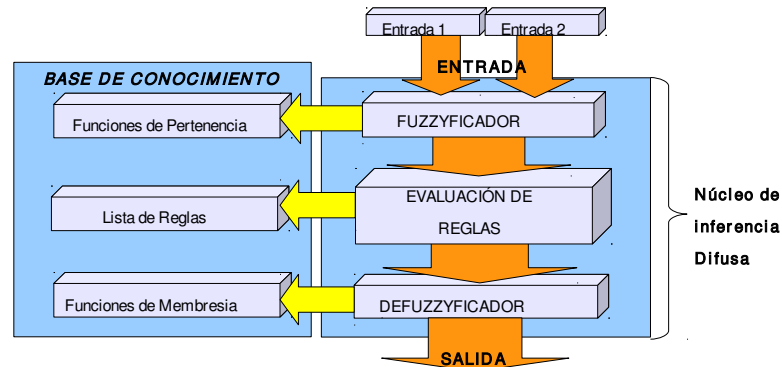 Entrada 1
Entrada 2
ENTRADA
BASE DE CONOCIMIENTO
Funciones de Pertenencia
FUZZYFICADOR
Lista de Reglas
EVALUACIÓN DE
REGLAS
Núcleo de
inferencia
Difusa
Funciones de Membresia
DEFUZZYFICADOR
SALIDA